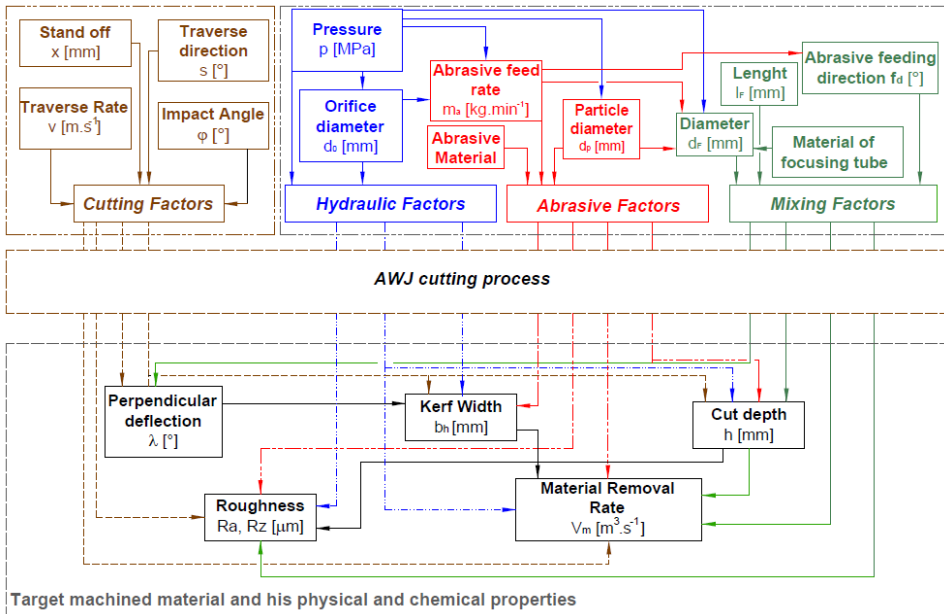 Stand off
x [mm]
Traverse
direction
s [°]
Traverse Rate
v [m.s⁻¹]
Impact Angle
φ [°]
Cutting Factors
Pressure
p [MPa]
Orifice
diameter
d₀ [mm]
Hydraulic Factors
Abrasive feed
rate
mₐ [kg.min⁻¹]
Abrasive
Material
Particle
diameter
dₚ [mm]
Abrasive Factors
Lenght
l_F [mm]
Abrasive feeding
direction f_d [°]
Diameter
d_F [mm]
Material of
focusing tube
Mixing Factors
AWJ cutting process
Perpendicular
deflection
λ [°]
Kerf Width
bₕ [mm]
Cut depth
h [mm]
Roughness
Ra, Rz [µm]
Material Removal
Rate
Vₘ [m³.s⁻¹]
Target machined material and his physical and chemical properties